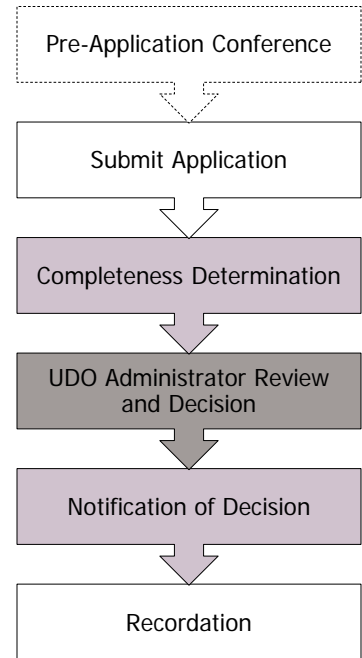 Pre-Application Conference
Submit Application
Completeness Determination
UDO Administrator Review
and Decision
Notification of Decision
Recordation